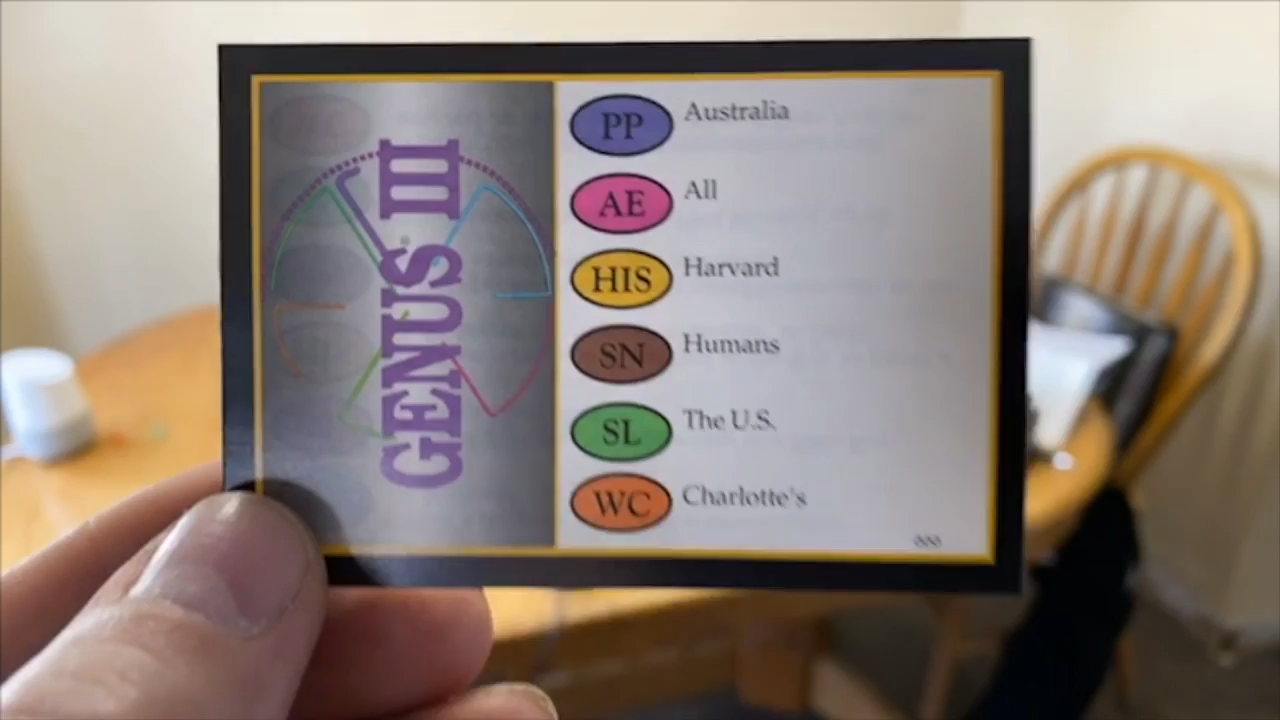 GENUS III
PP Australia
AE All
HIS Harvard
SN Humans
SL The U.S.
WC Charlotte's